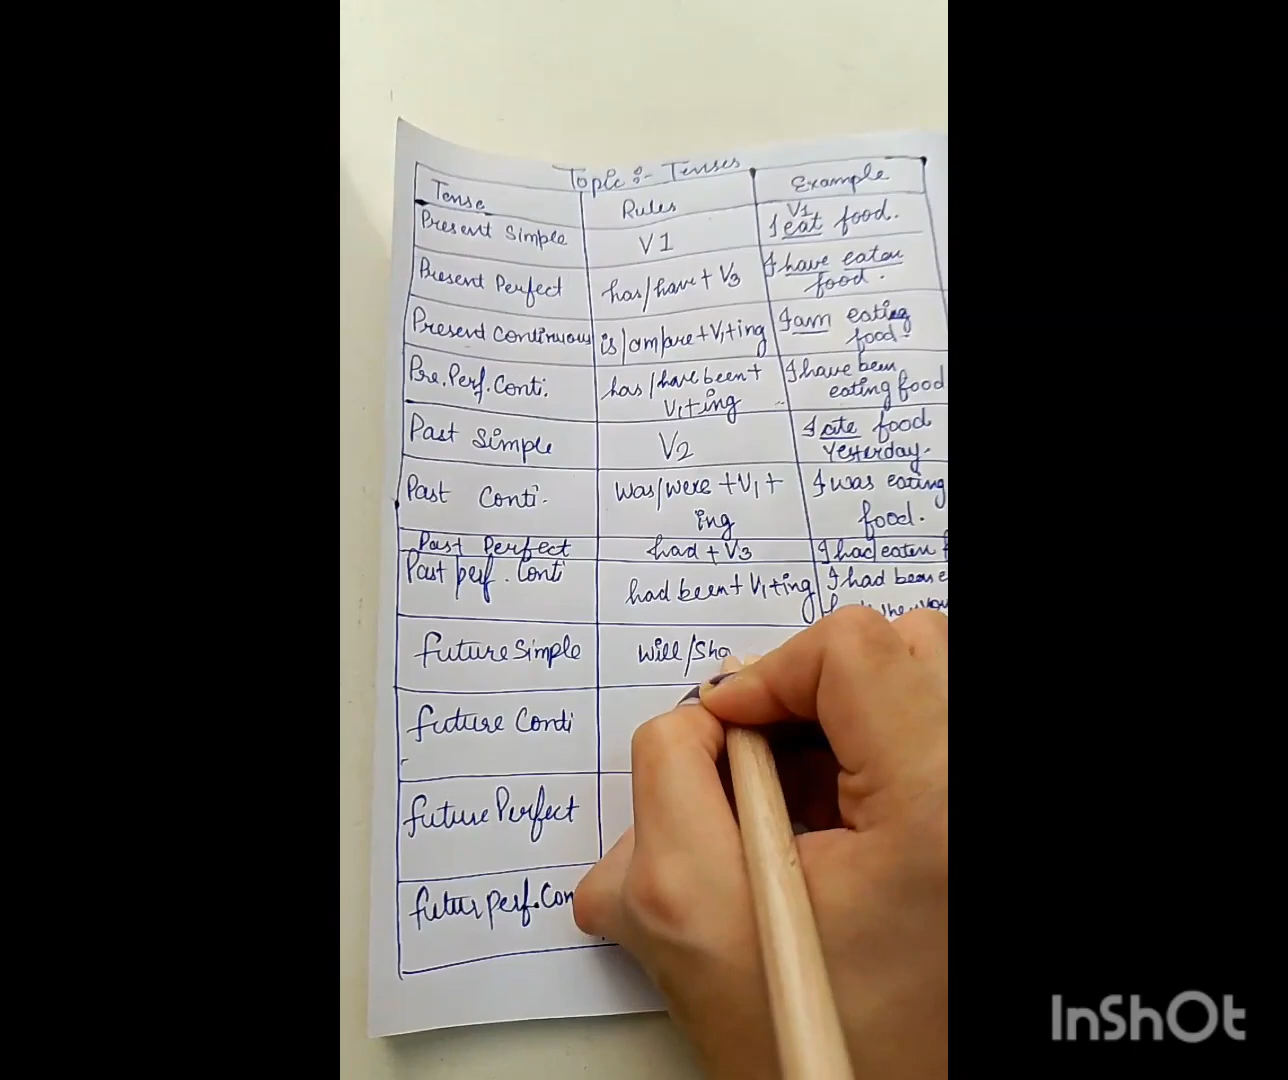 Topic :- Tenses
Tense Rules Example
Present Simple V1 V1
I eat food.
Present Perfect has/have + V3 I have eaten
food.
Present Continuous is/am/are + V1 + ing I am eating
food.
Pre. Perf. Conti. has/have been + I have been
V1 + ing eating food
Past Simple V2 I ate food
Yesterday.
Past Conti. was/were + V1 + I was eating
ing food.
Past Perfect had + V3 I had eaten
Past perf. Conti had been + V1 + ing I had been
Future Simple will/Sha
future Conti
future Perfect
futur perf. Con
InShOt